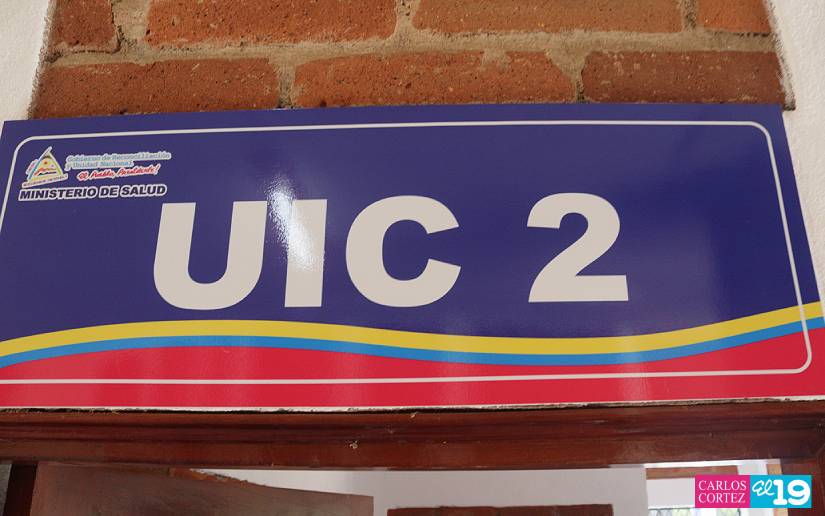 Gobierno de Reconciliación
y Unidad Nacional
El Pueblo, Presidente!
MINISTERIO DE SALUD
UIC 2
CARLOS
CORTEZ
El 19